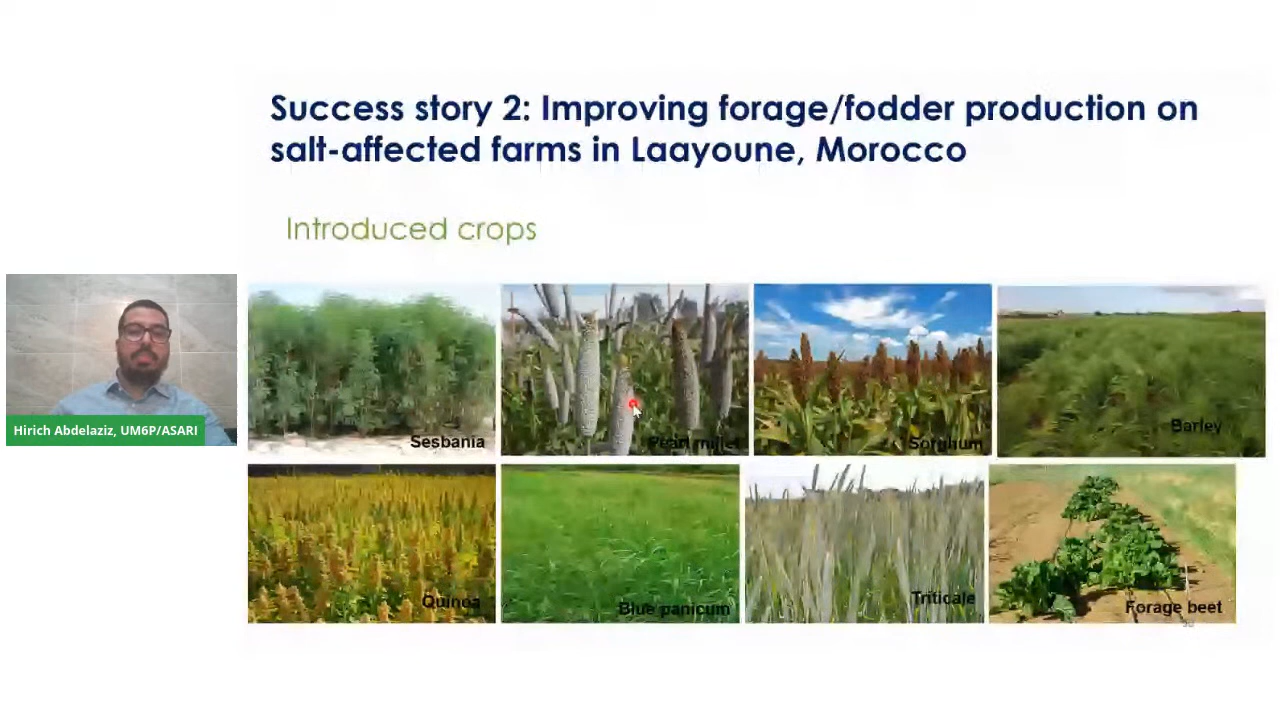 Success story 2: Improving forage/fodder production on
salt-affected farms in Laayoune, Morocco
Introduced crops
Hirich Abdelaziz, UM6P/ASARI
Sesbania
Pearl millet
Sorghum
Barley
Quinoa
Blue panicum
Triticale
Forage beet